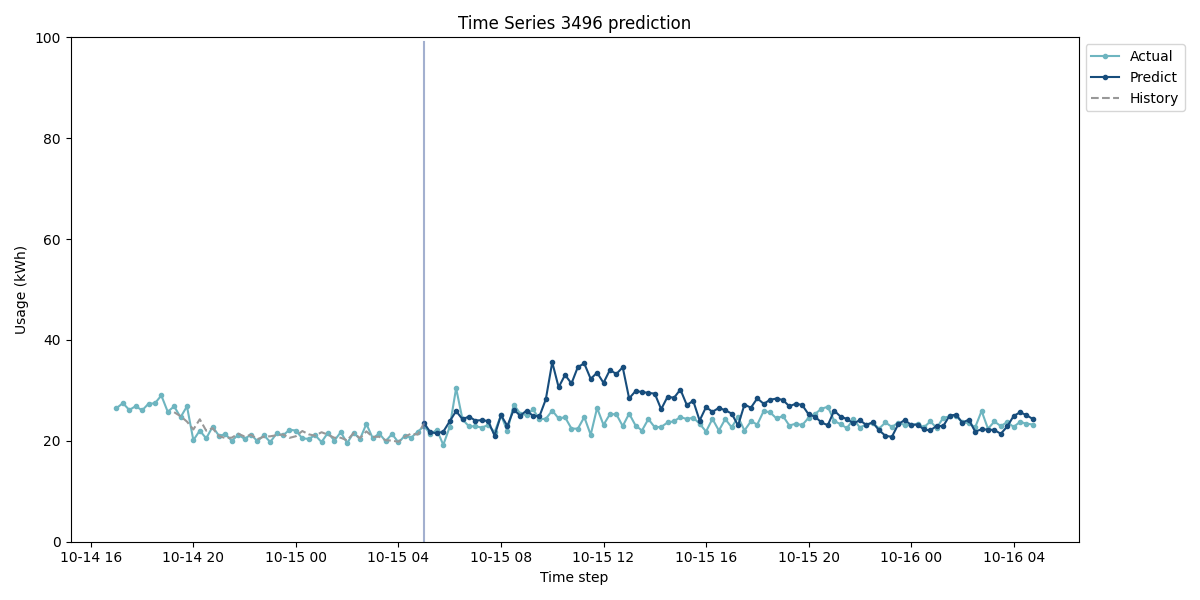 Time Series 3496 prediction
Usage (kWh)
100
80
60
40
20
0
10-14 16
10-14 20
10-15 00
10-15 04
10-15 08
10-15 12
10-15 16
10-15 20
10-16 00
10-16 04
Time step
Actual
Predict
History